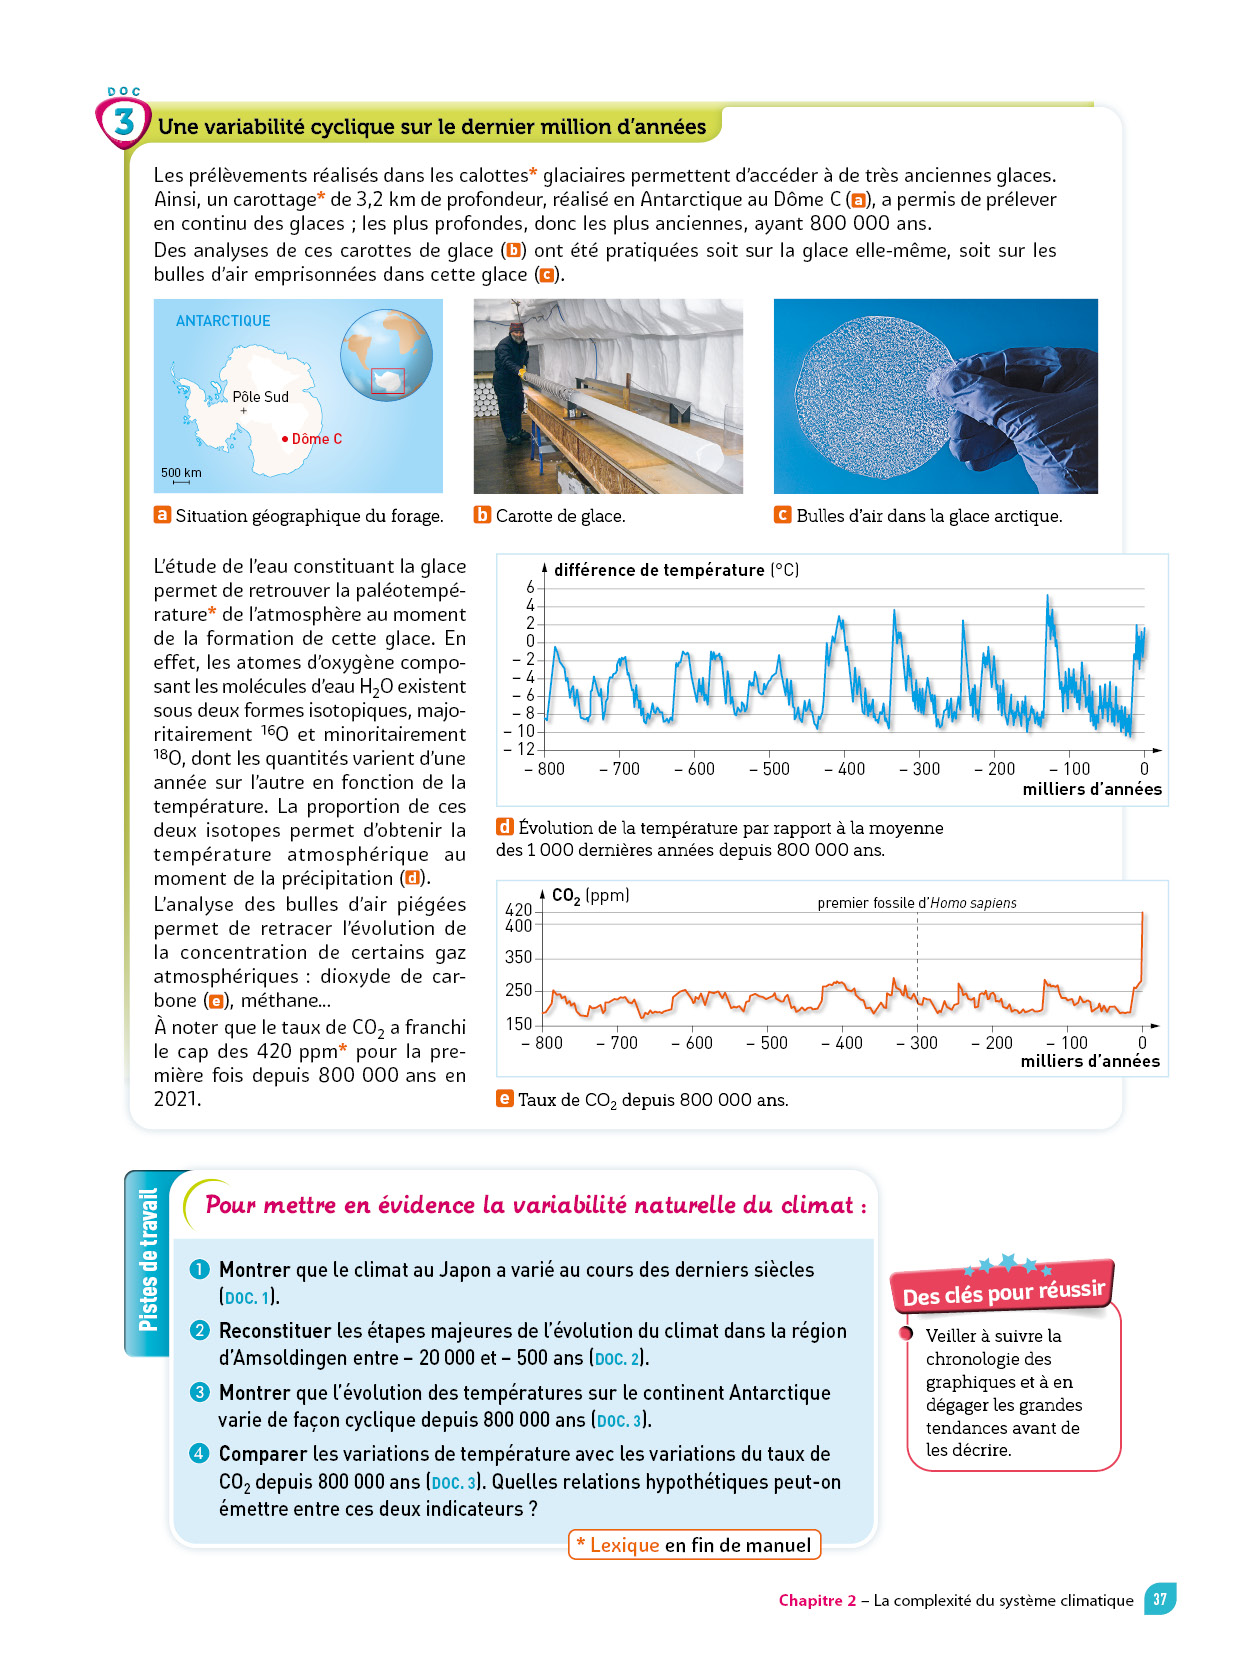 DOC
3 Une variabilité cyclique sur le dernier million d’années
Les prélèvements réalisés dans les calottes* glaciaires permettent d’accéder à de très anciennes glaces.
Ainsi, un carottage* de 3,2 km de profondeur, réalisé en Antarctique au Dôme C (a), a permis de prélever
en continu des glaces ; les plus profondes, donc les plus anciennes, ayant 800 000 ans.
Des analyses de ces carottes de glace (b) ont été pratiquées soit sur la glace elle-même, soit sur les
bulles d’air emprisonnées dans cette glace (c).
ANTARCTIQUE
Pôle Sud
+
Dôme C
500 km
a Situation géographique du forage.
b Carotte de glace.
c Bulles d’air dans la glace arctique.
L’étude de l’eau constituant la glace
permet de retrouver la paléotempé-
rature* de l’atmosphère au moment
de la formation de cette glace. En
effet, les atomes d’oxygène compo-
sant les molécules d’eau H₂O existent
sous deux formes isotopiques, majo-
ritairement ¹⁶O et minoritairement
¹⁸O, dont les quantités varient d’une
année sur l’autre en fonction de la
température. La proportion de ces
deux isotopes permet d’obtenir la
température atmosphérique au
moment de la précipitation (d).
L’analyse des bulles d’air piégées
permet de retracer l’évolution de
la concentration de certains gaz
atmosphériques : dioxyde de car-
bone (e), méthane...
À noter que le taux de CO₂ a franchi
le cap des 420 ppm* pour la pre-
mière fois depuis 800 000 ans en
2021.
différence de température (°C)
6
4
2
0
– 2
– 4
– 6
– 8
– 10
– 12
– 800 – 700 – 600 – 500 – 400 – 300 – 200 – 100 0
milliers d’années
d Évolution de la température par rapport à la moyenne
des 1 000 dernières années depuis 800 000 ans.
CO₂ (ppm)
premier fossile d’Homo sapiens
420
400
350
250
150
– 800 – 700 – 600 – 500 – 400 – 300 – 200 – 100 0
milliers d’années
e Taux de CO₂ depuis 800 000 ans.
Pistes de travail
Pour mettre en évidence la variabilité naturelle du climat :
1 Montrer que le climat au Japon a varié au cours des derniers siècles
(DOC. 1).
2 Reconstituer les étapes majeures de l’évolution du climat dans la région
d’Amsoldingen entre – 20 000 et – 500 ans (DOC. 2).
3 Montrer que l’évolution des températures sur le continent Antarctique
varie de façon cyclique depuis 800 000 ans (DOC. 3).
4 Comparer les variations de température avec les variations du taux de
CO₂ depuis 800 000 ans (DOC. 3). Quelles relations hypothétiques peut-on
émettre entre ces deux indicateurs ?
* Lexique en fin de manuel
Des clés pour réussir
Veiller à suivre la
chronologie des
graphiques et à en
dégager les grandes
tendances avant de
les décrire.
Chapitre 2 – La complexité du système climatique 37